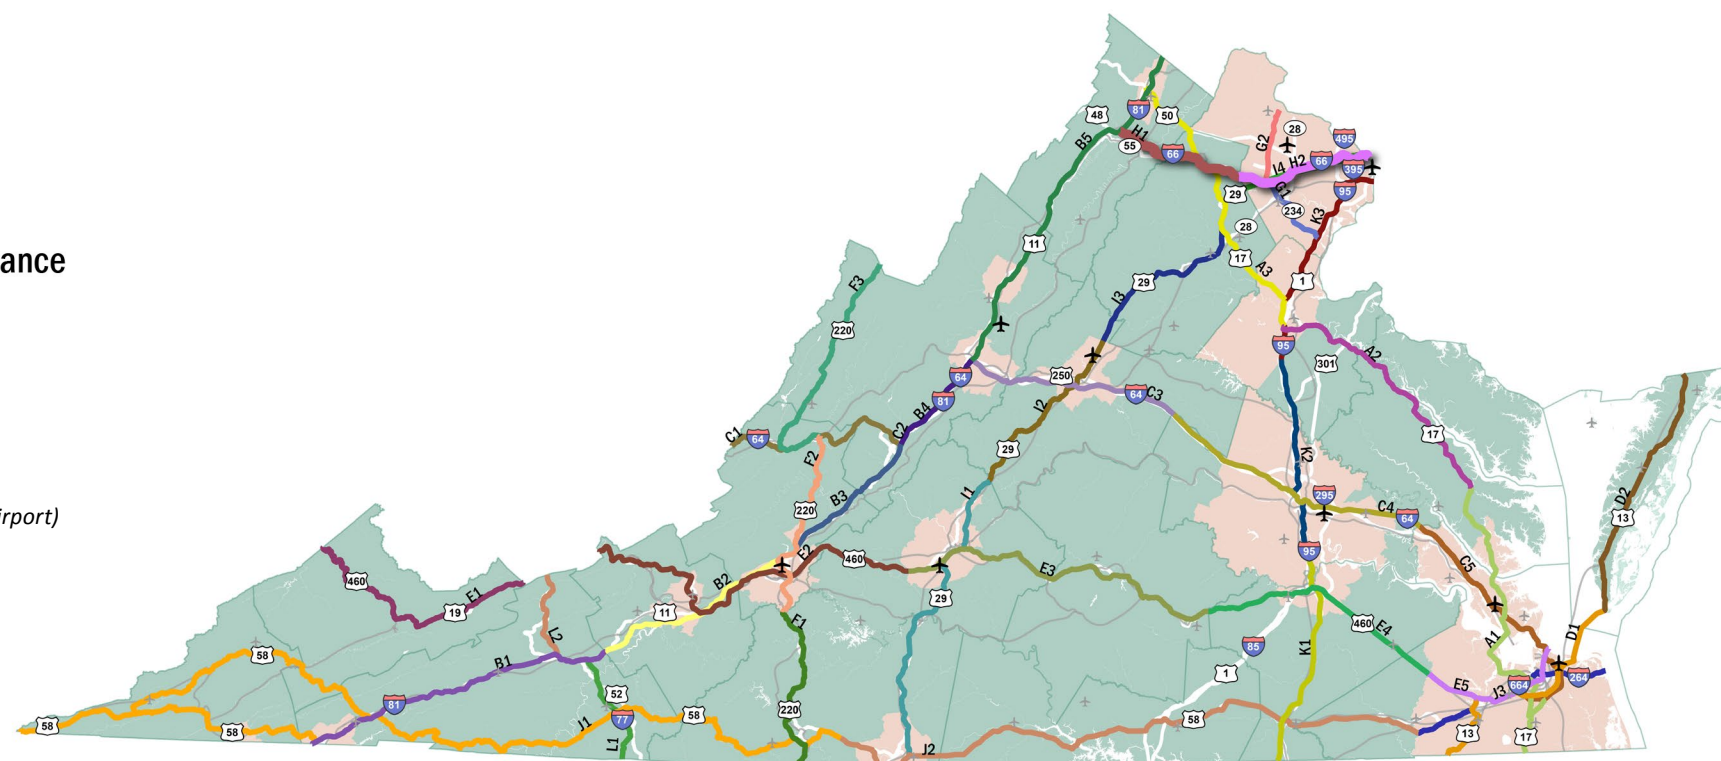 ance
irport)
81
48
50
H1
55
66
B5
G2
28
495
I4
H2
66
395
95
29
G1
234
K3
28
11
17
A3
1
F3
29
I3
220
95
301
A2
64
250
81
64
C3
B4
C1
64
C2
I2
17
29
K2
F2
B3
I1
295
220
C4
64
D2
13
95
E2
460
460
E3
C5
B2
E1
19
11
29
F1
460
E4
L2
A1
D1
K1
85
58
B1
1
664
264
52
E5
J3
81
220
58
77
58
58
58
J1
L1
J2
13
17